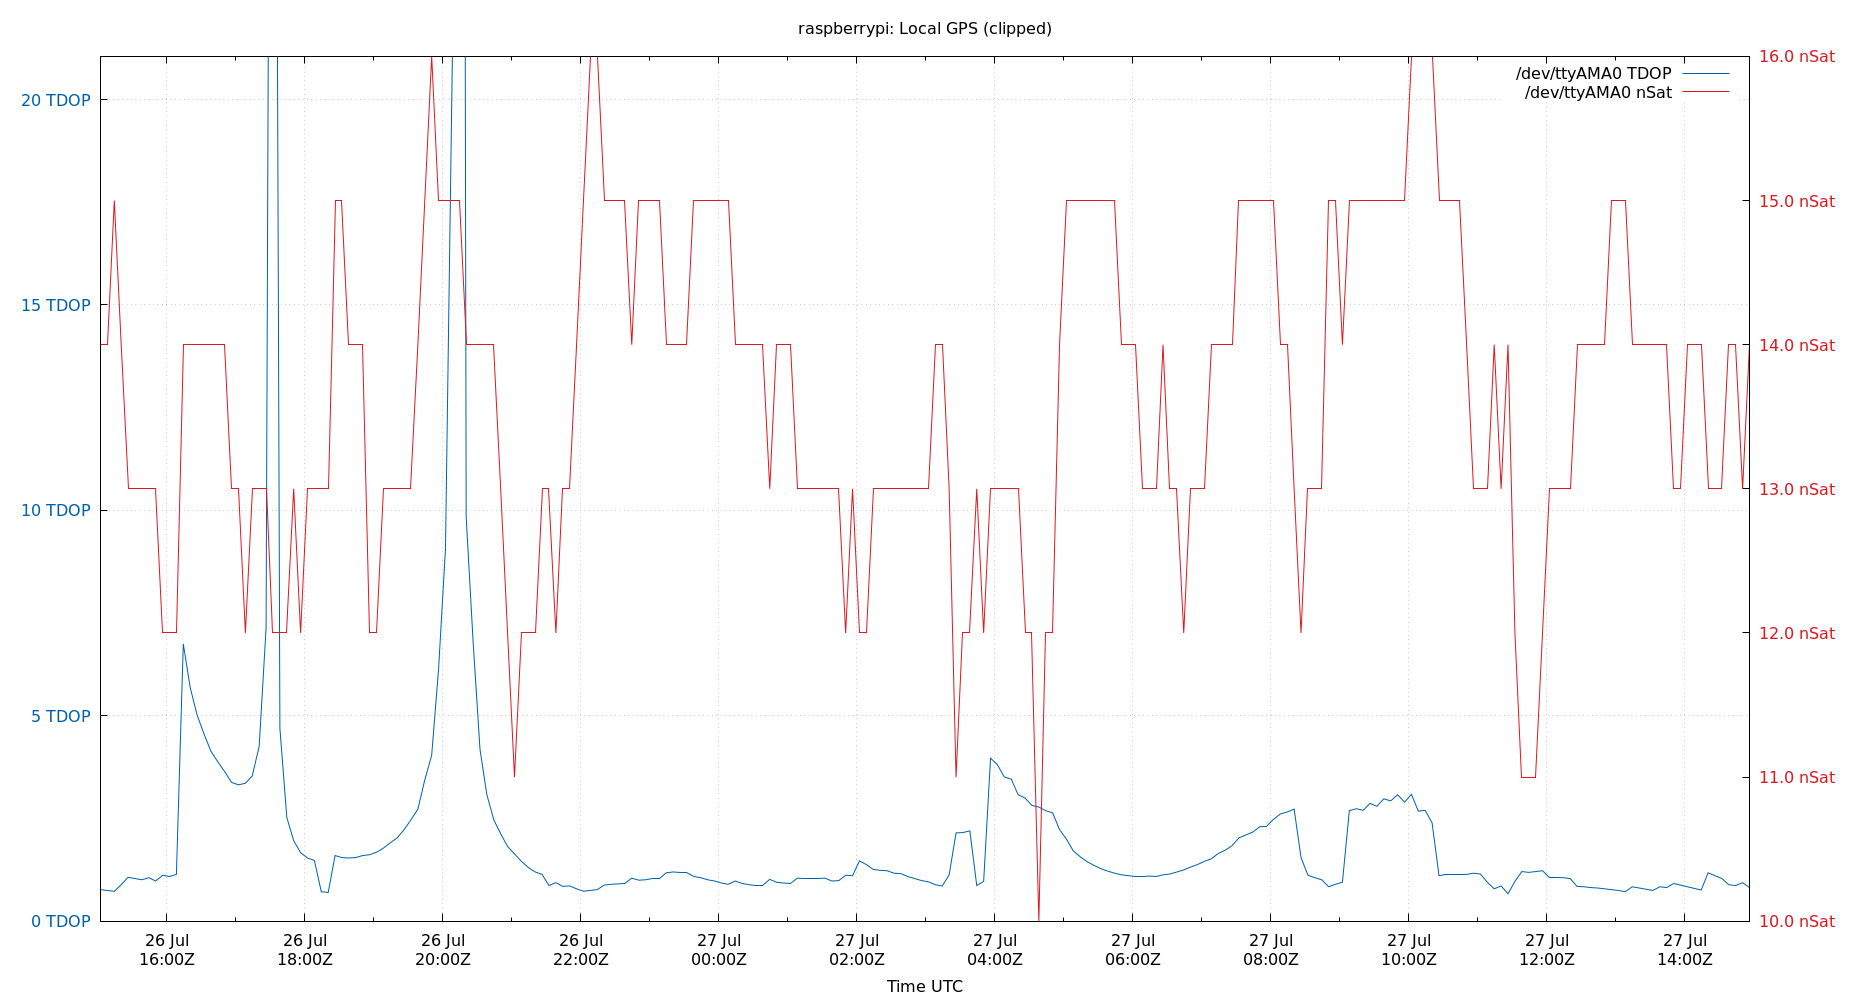 raspberrypi: Local GPS (clipped)
/dev/ttyAMA0 TDOP
/dev/ttyAMA0 nSat
20 TDOP
15 TDOP
10 TDOP
5 TDOP
0 TDOP
16.0 nSat
15.0 nSat
14.0 nSat
13.0 nSat
12.0 nSat
11.0 nSat
10.0 nSat
26 Jul 26 Jul 26 Jul 26 Jul 27 Jul 27 Jul 27 Jul 27 Jul 27 Jul 27 Jul 27 Jul 27 Jul
16:00Z 18:00Z 20:00Z 22:00Z 00:00Z 02:00Z 04:00Z 06:00Z 08:00Z 10:00Z 12:00Z 14:00Z
Time UTC